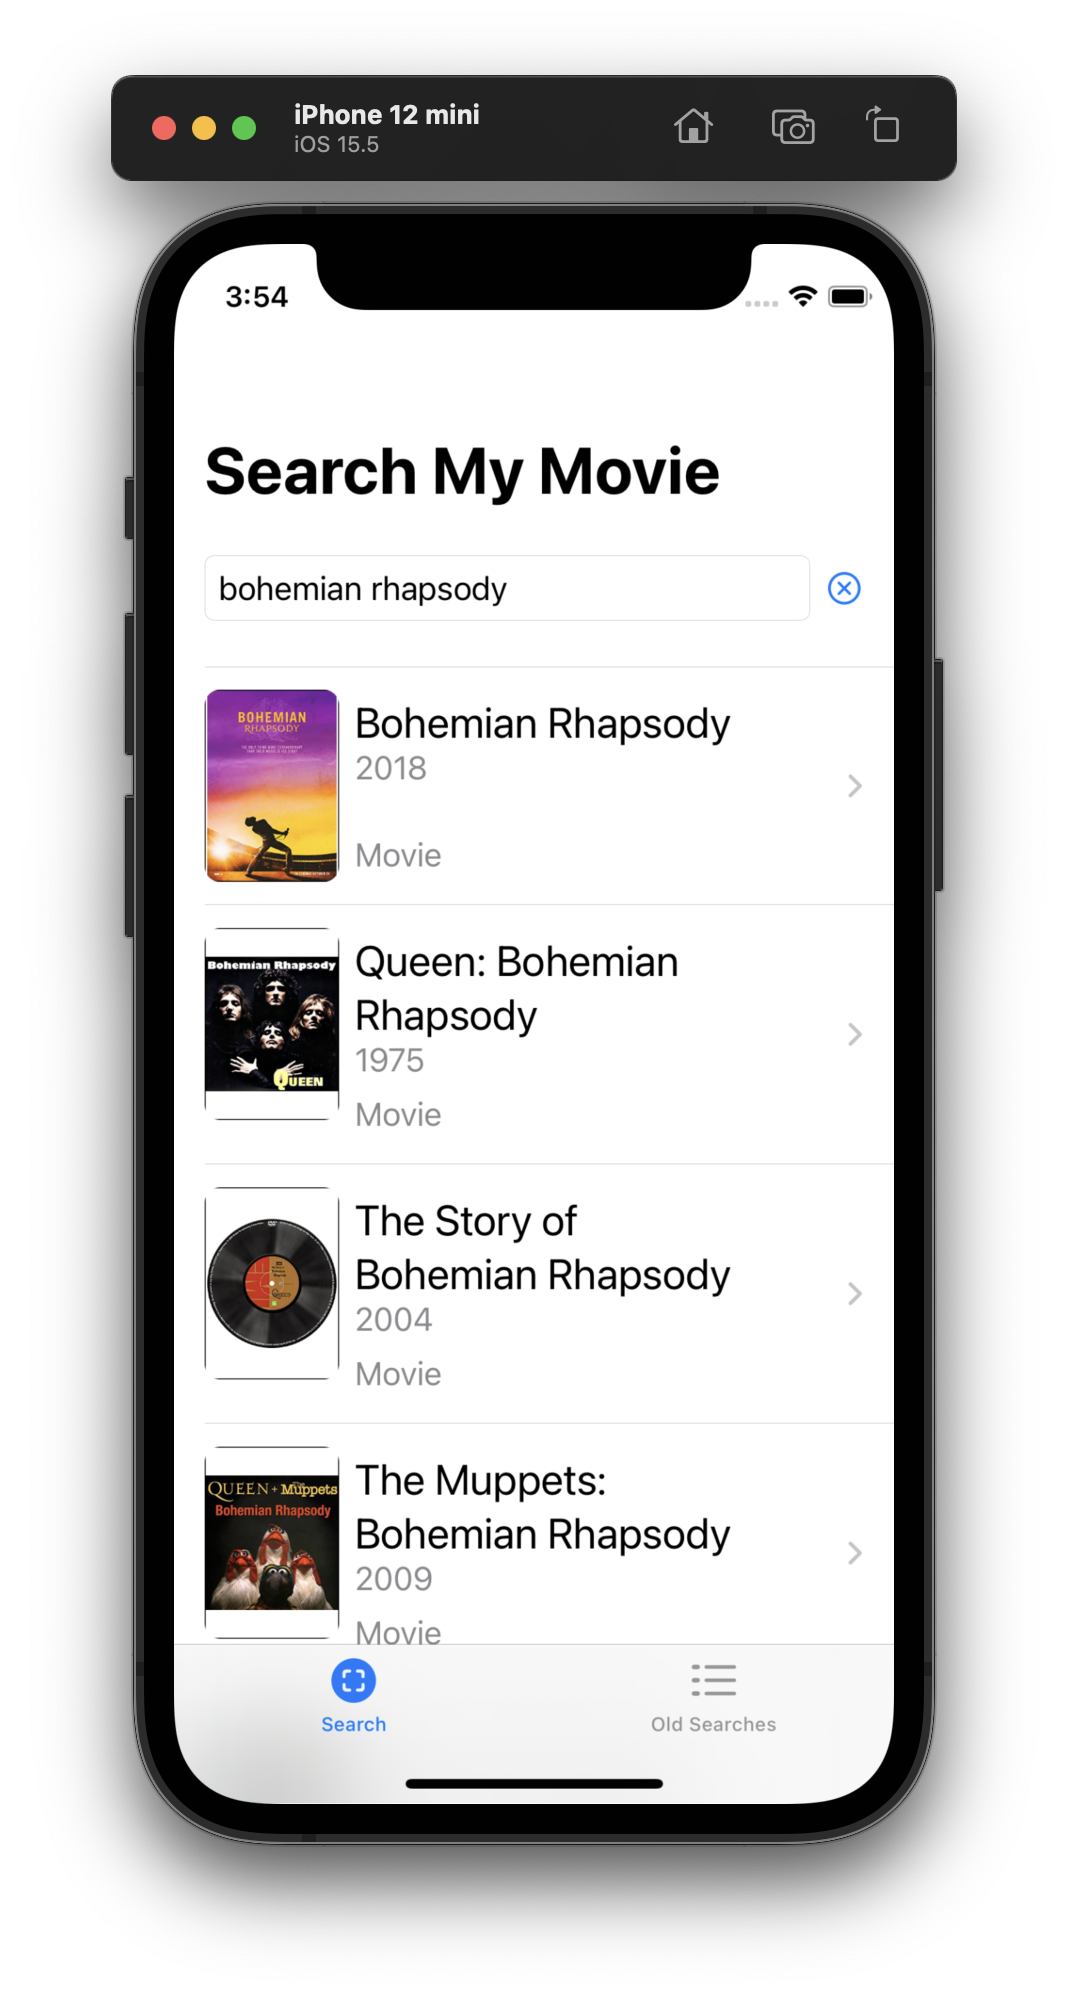 iPhone 12 mini
iOS 15.5
3:54
Search My Movie
bohemian rhapsody
BOHEMIAN
RHAPSODY
Bohemian Rhapsody
2018
Movie
Bohemian Rhapsody
QUEEN
Queen: Bohemian
Rhapsody
1975
Movie
The Story of
Bohemian Rhapsody
2004
Movie
QUEEN + Muppets
Bohemian Rhapsody
The Muppets:
Bohemian Rhapsody
2009
Movie
Search
Old Searches